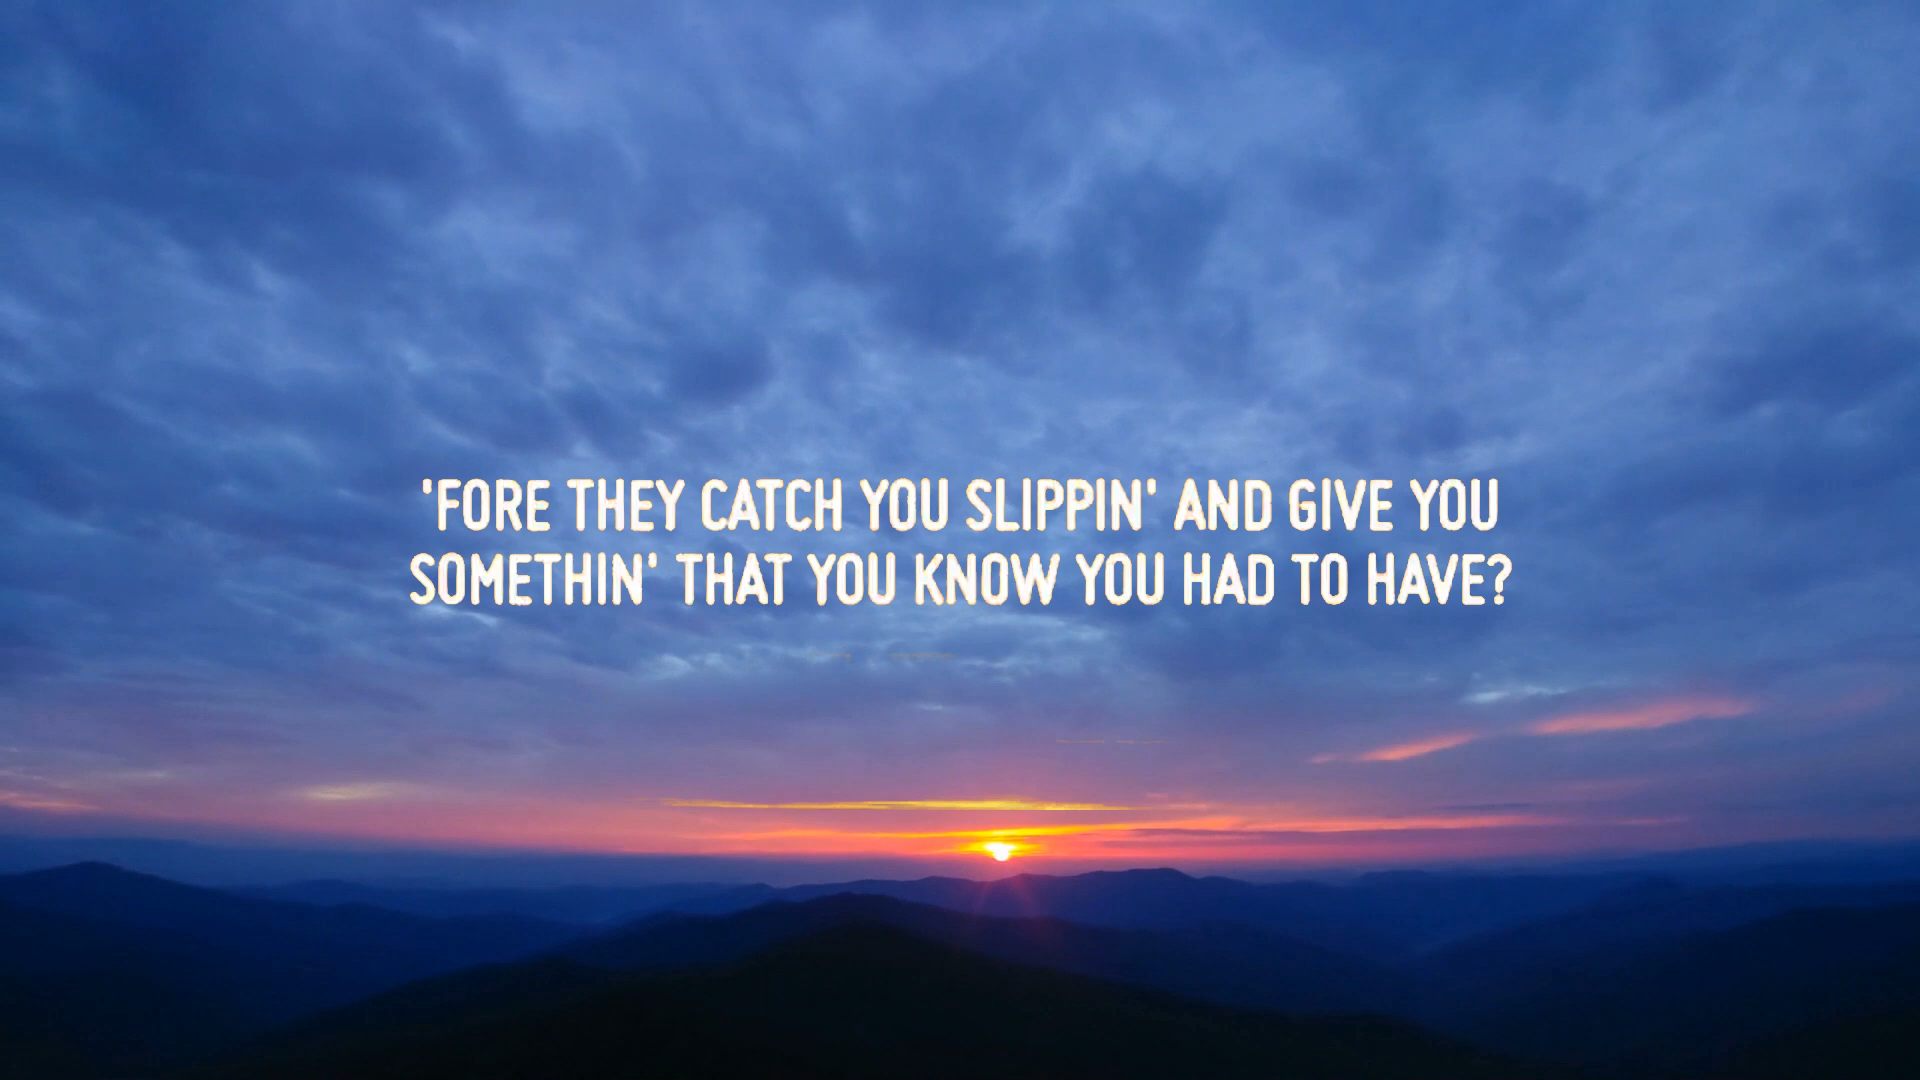 'FORE THEY CATCH YOU SLIPPIN' AND GIVE YOU
SOMETHIN' THAT YOU KNOW YOU HAD TO HAVE?